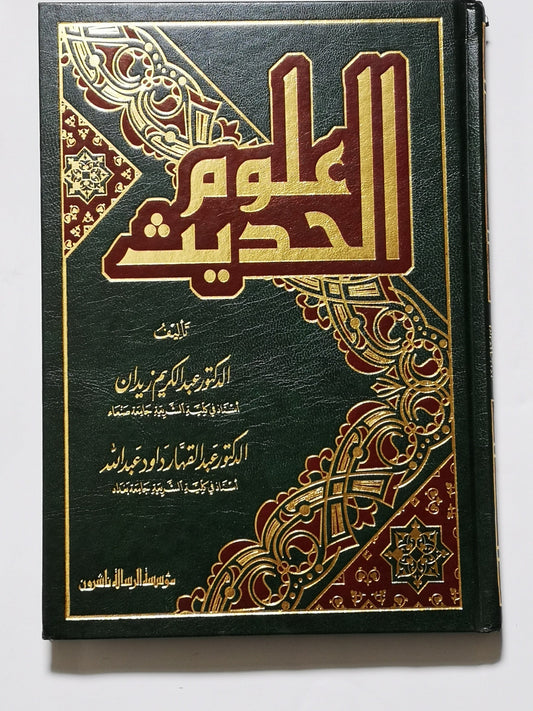 علوم
الحديث
تأليف
الدكتور عبد الكريم زيدان
أستاذ في كلية الشريعة جامعة صنعاء
الدكتور عبد القهار داود عبد الله
أستاذ في كلية الشريعة جامعة بغداد
مؤسسة الرسالة ناشرون